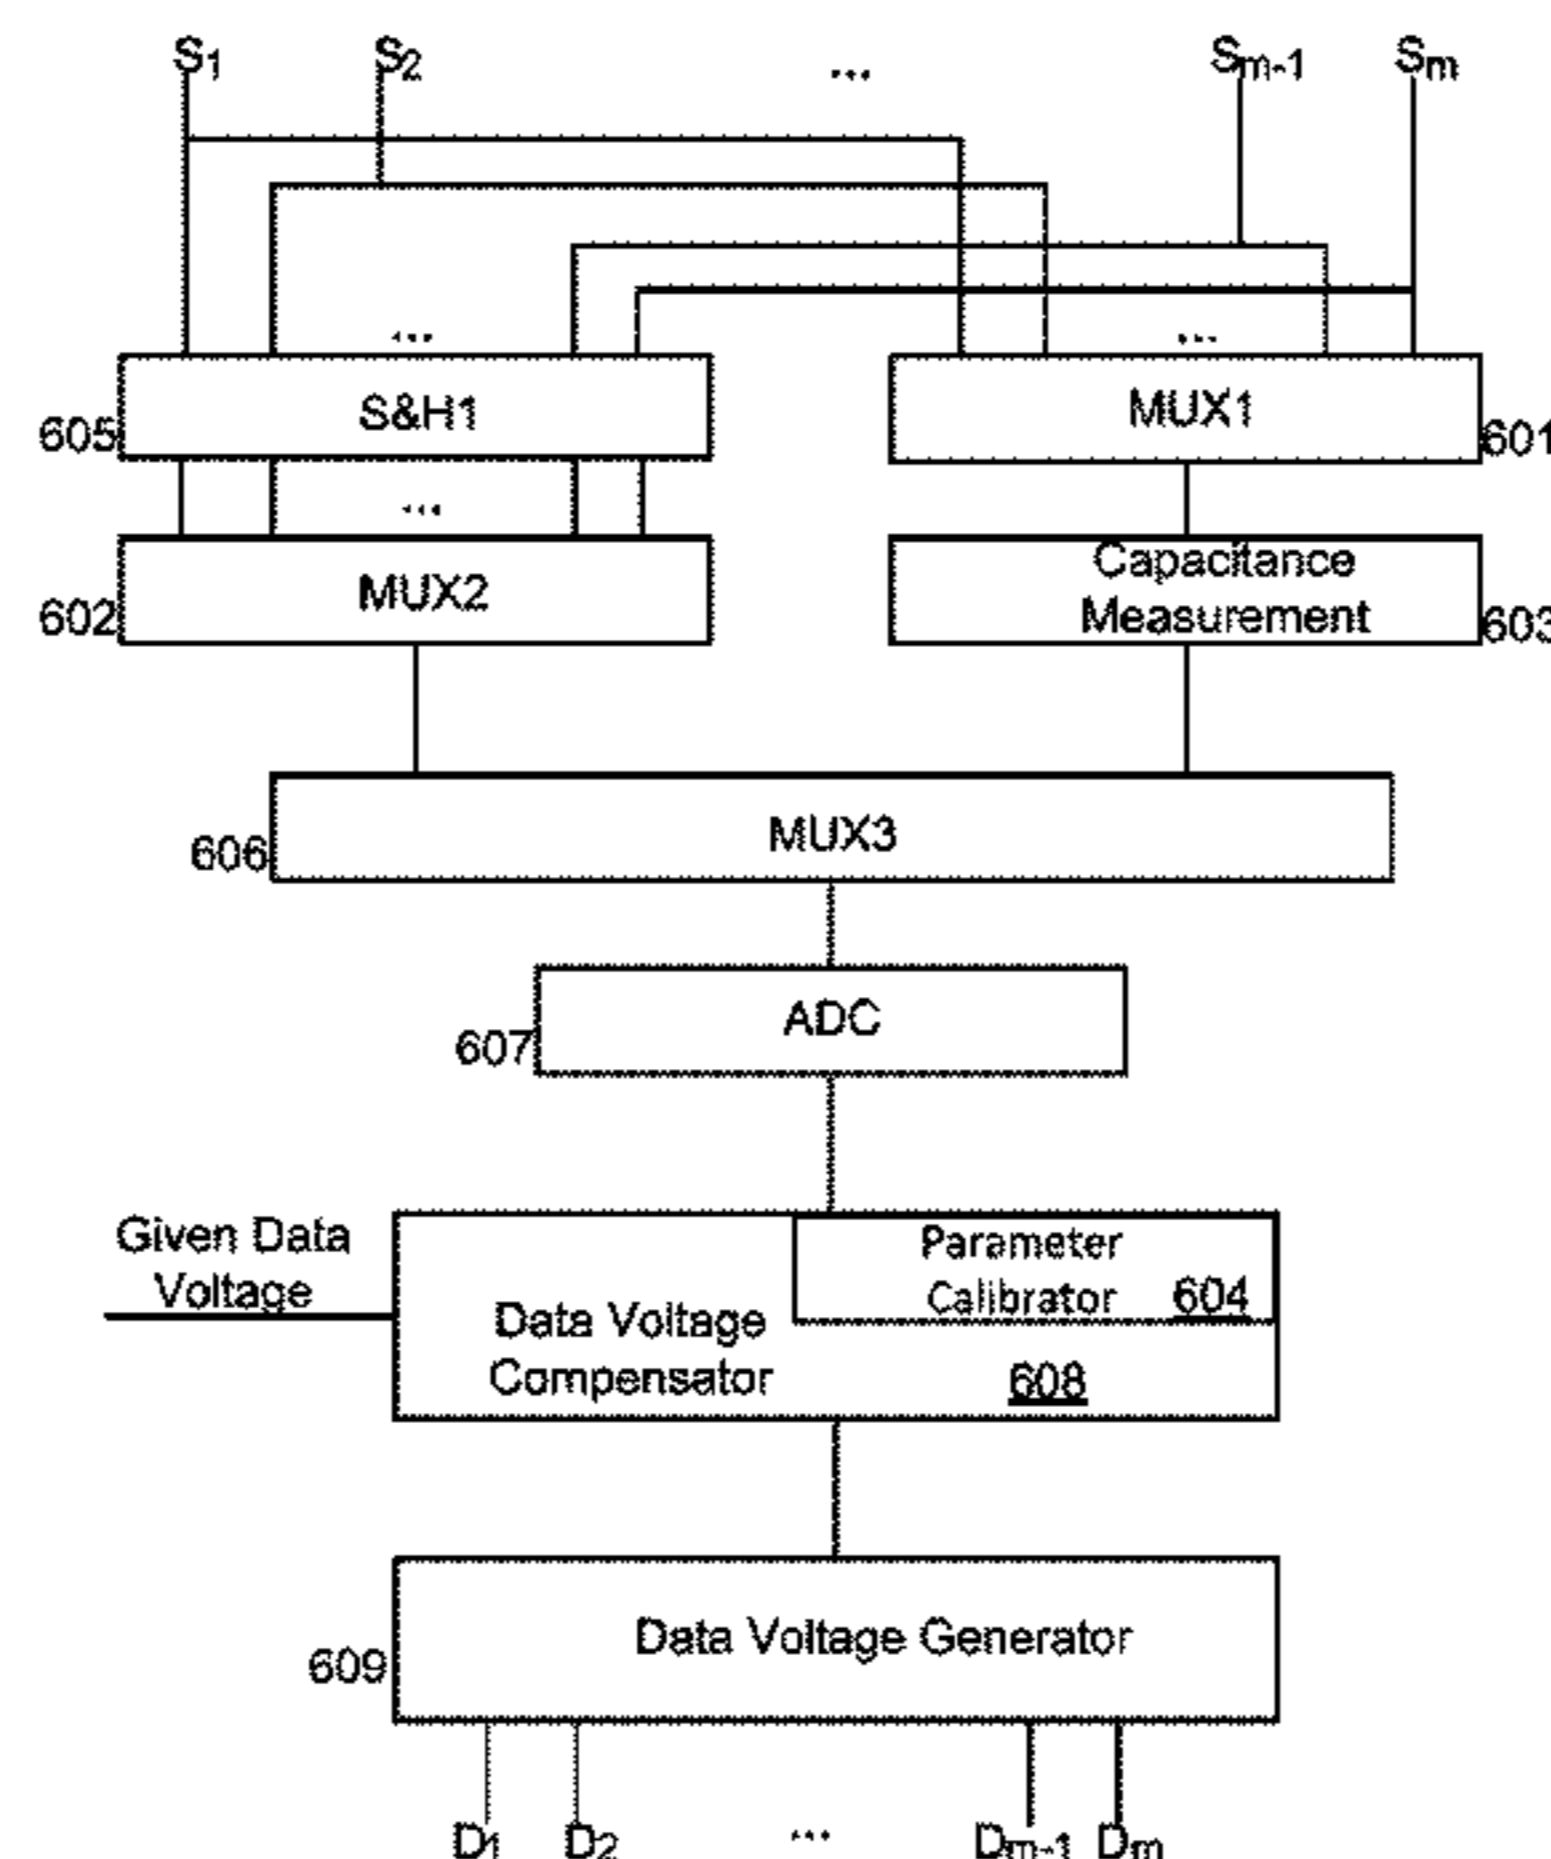 S1 S2 ... Sm-1 Sm
... ...
S&H1 MUX1
605 601
...
MUX2 Capacitance
Measurement
602 603
MUX3
606
ADC
607
Given Data
Voltage
Parameter
Calibrator 604
Data Voltage
Compensator 608
Data Voltage Generator
609
D1 D2 ... Dm-1 Dm